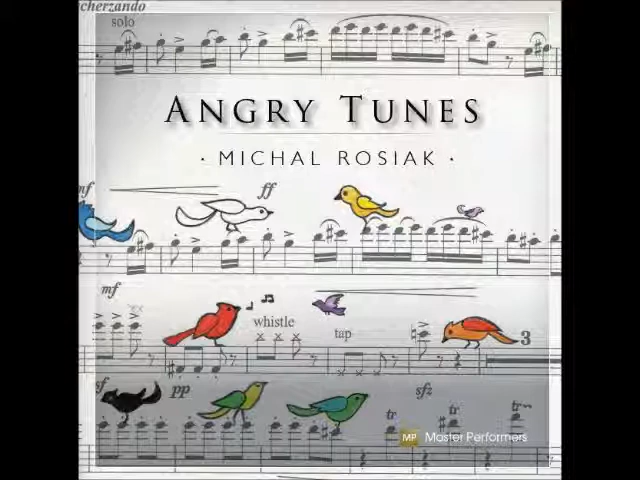 cherzando
solo
ANGRY TUNES
· MICHAL ROSIAK ·
mf
ff
mf
whistle
tap
3
sf
pp
sfz
tr
tr
tr
MP Master Performers